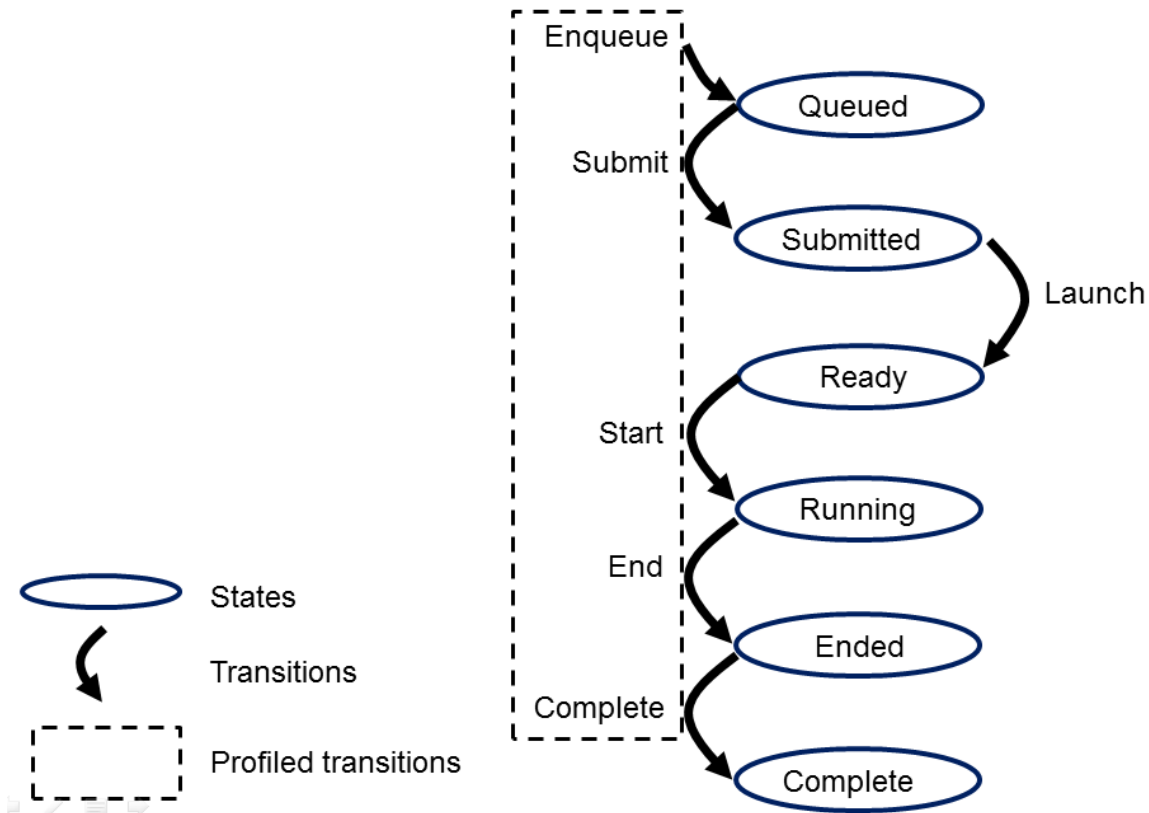 Enqueue
Queued
Submit
Submitted
Launch
Ready
Start
Running
End
States
Ended
Transitions
Complete
Profiled transitions
Complete